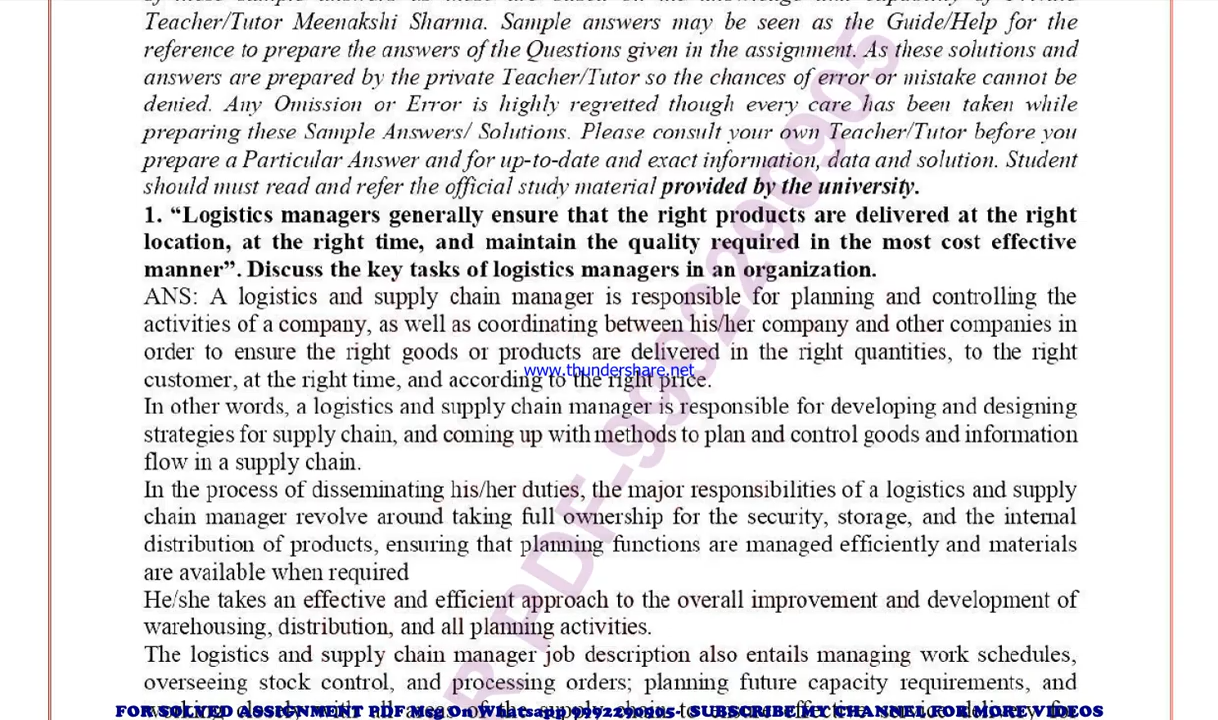 Teacher/Tutor Meenakshi Sharma. Sample answers may be seen as the Guide/Help for the
reference to prepare the answers of the Questions given in the assignment. As these solutions and
answers are prepared by the private Teacher/Tutor so the chances of error or mistake cannot be
denied. Any Omission or Error is highly regretted though every care has been taken while
preparing these Sample Answers/ Solutions. Please consult your own Teacher/Tutor before you
prepare a Particular Answer and for up-to-date and exact information, data and solution. Student
should must read and refer the official study material provided by the university.
1. “Logistics managers generally ensure that the right products are delivered at the right
location, at the right time, and maintain the quality required in the most cost effective
manner”. Discuss the key tasks of logistics managers in an organization.
ANS: A logistics and supply chain manager is responsible for planning and controlling the
activities of a company, as well as coordinating between his/her company and other companies in
order to ensure the right goods or products are delivered in the right quantities, to the right
www.thundershare.net
customer, at the right time, and according to the right price.
In other words, a logistics and supply chain manager is responsible for developing and designing
strategies for supply chain, and coming up with methods to plan and control goods and information
flow in a supply chain.
In the process of disseminating his/her duties, the major responsibilities of a logistics and supply
chain manager revolve around taking full ownership for the security, storage, and the internal
distribution of products, ensuring that planning functions are managed efficiently and materials
are available when required
He/she takes an effective and efficient approach to the overall improvement and development of
warehousing, distribution, and all planning activities.
The logistics and supply chain manager job description also entails managing work schedules,
overseeing stock control, and processing orders; planning future capacity requirements, and
FOR SOLVED ASSIGNMENT PDF Msg On Whatsapp 9992290905- SUBSCRIBE MY CHANNEL FOR MORE VIDEOS
R PDF-9992290905